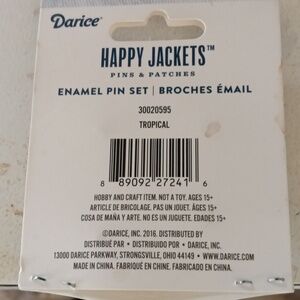 Darice
HAPPY JACKETS™
PINS & PATCHES
ENAMEL PIN SET | BROCHES ÉMAIL
30020595
TROPICAL
8 89092 27241 6
HOBBY AND CRAFT ITEM. NOT A TOY. AGES 15+
ARTICLE DE BRICOLAGE. PAS UN JOUET. ÂGES 15+
COSA DE MAÑA Y ARTE. NO ES UN JUGUETE. EDADES 15+
©DARICE, INC. 2016. DISTRIBUTED BY
DISTRIBUÉ PAR • DISTRIBUIDO POR • DARICE, INC.
13000 DARICE PARKWAY, STRONGSVILLE, OHIO 44149 • WWW.DARICE.COM
MADE IN CHINA. FABRIQUÉ EN CHINE. FABRICADO EN CHINA.